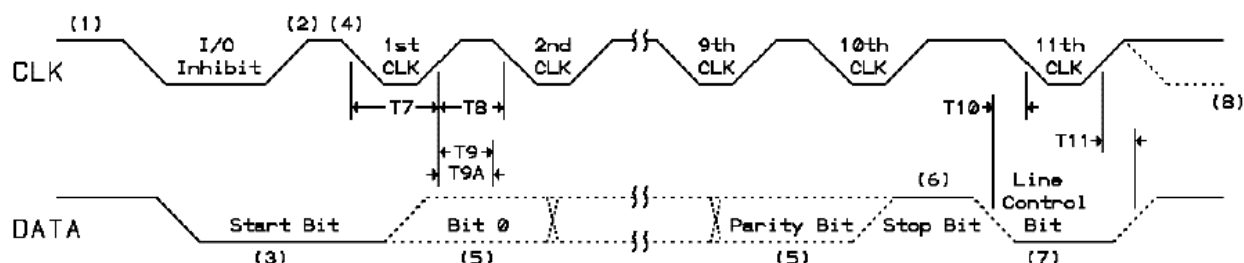 (1) (2) (4)
I/O Inhibit
1st CLK
2nd CLK
9th CLK
10th CLK
11th CLK
CLK
T7 T8 T10 (8)
T9
T9A
T11
(6)
Line Control Bit
DATA
Start Bit Bit 0 Parity Bit Stop Bit
(3) (5) (5) (7)